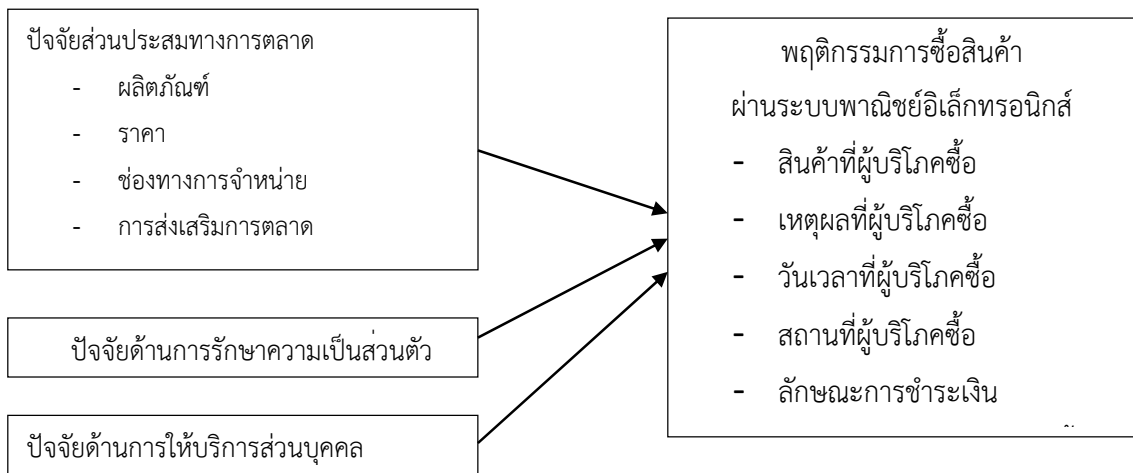 ปัจจัยส่วนประสมทางการตลาด
- ผลิตภัณฑ์
- ราคา
- ช่องทางการจำหน่าย
- การส่งเสริมการตลาด
ปัจจัยด้านการรักษาความเป็นส่วนตัว
ปัจจัยด้านการให้บริการส่วนบุคคล
พฤติกรรมการซื้อสินค้า
ผ่านระบบพาณิชย์อิเล็กทรอนิกส์
- สินค้าที่ผู้บริโภคซื้อ
- เหตุผลที่ผู้บริโภคซื้อ
- วันเวลาที่ผู้บริโภคซื้อ
- สถานที่ผู้บริโภคซื้อ
- ลักษณะการชำระเงิน